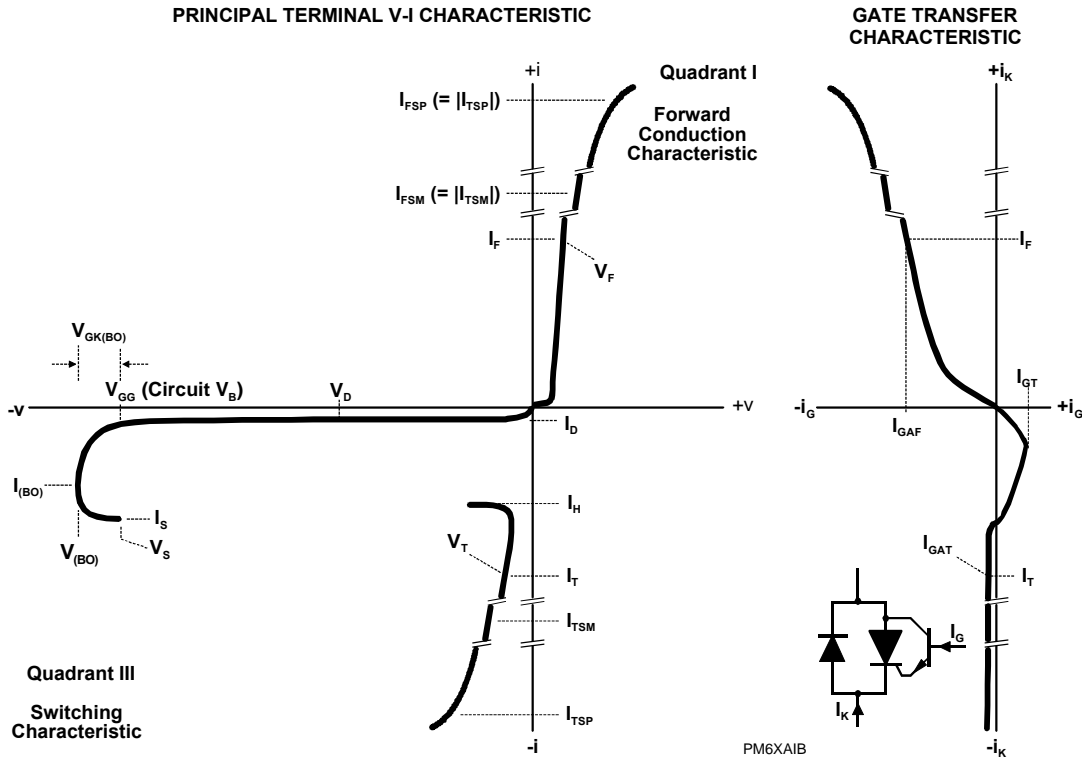 PRINCIPAL TERMINAL V-I CHARACTERISTIC
GATE TRANSFER
CHARACTERISTIC
+i
Quadrant I
+iK
IFSP (= |ITSP|)
Forward
Conduction
Characteristic
IFSM (= |ITSM|)
IF
VF
IF
VGK(BO)
VGG (Circuit VB)
VD
IGT
-v
+v
-iG
+iG
ID
IGAF
I(BO)
IS
IH
V(BO)
VS
VT
IGAT
IT
IT
ITSM
IG
Quadrant III
Switching
Characteristic
ITSP
IK
-i
PM6XAIB
-iK